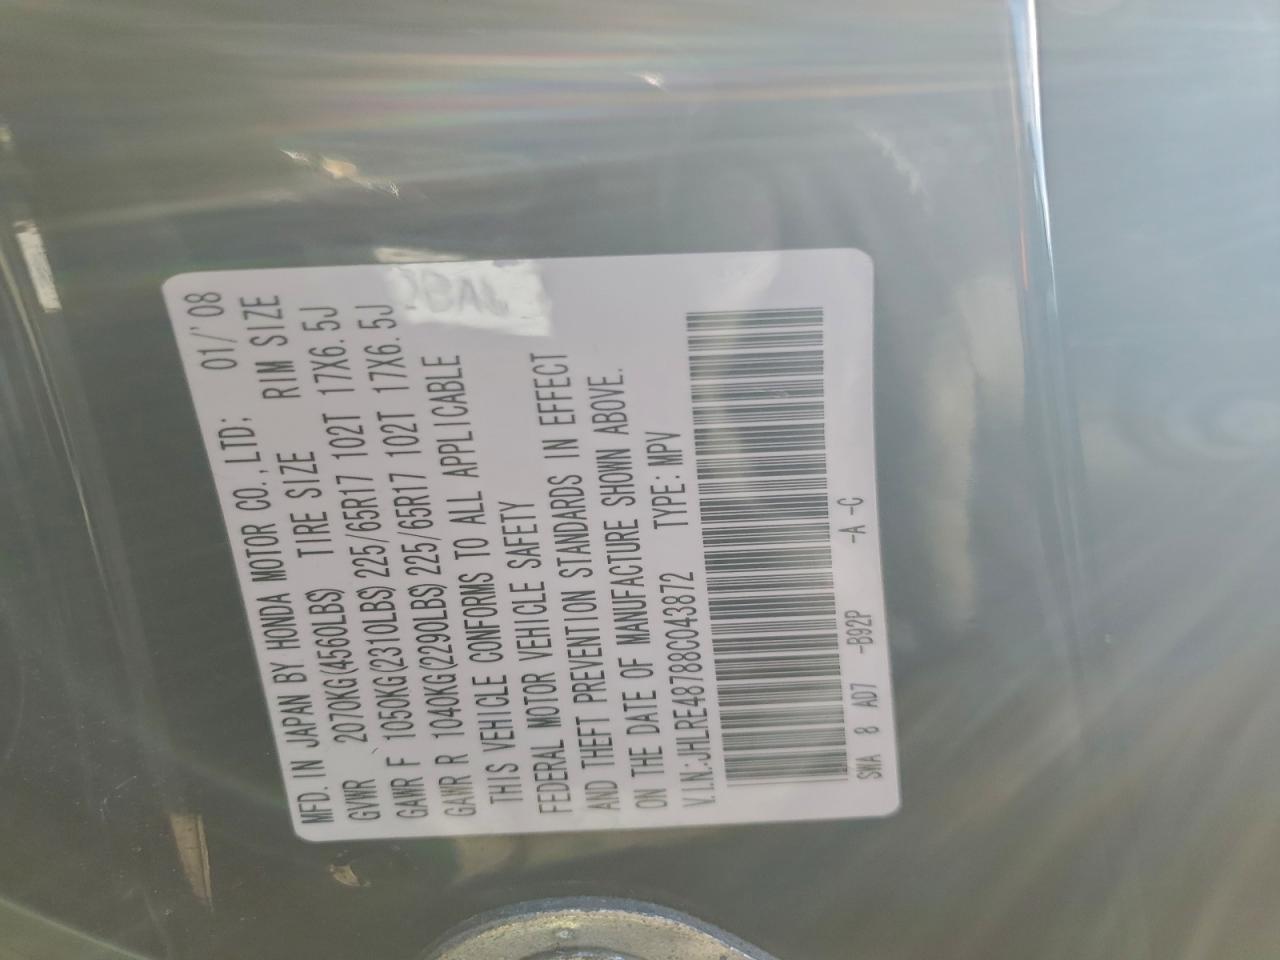 MFD. IN JAPAN BY HONDA MOTOR CO., LTD; 01/'08
GVWR 2070KG(4560LBS) TIRE SIZE RIM SIZE
GAWR F 1050KG(2310LBS) 225/65R17 102T 17X6.5J
GAWR R 1040KG(2290LBS) 225/65R17 102T 17X6.5J
THIS VEHICLE CONFORMS TO ALL APPLICABLE
FEDERAL MOTOR VEHICLE SAFETY
AND THEFT PREVENTION STANDARDS IN EFFECT
ON THE DATE OF MANUFACTURE SHOWN ABOVE.
V.I.N.:JHLRE48788C043872 TYPE: MPV
SWA 8 AD7 -B92P -A -C